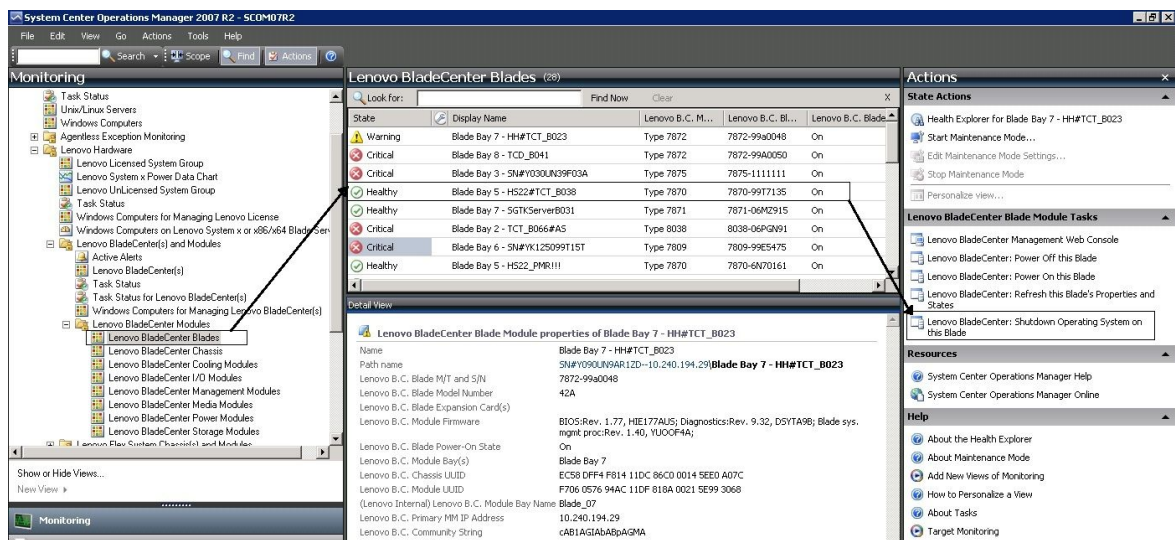 System Center Operations Manager 2007 R2 - SCOM07R2
File Edit View Go Actions Tools Help
Search Scope Find Actions
Monitoring
Task Status
Unix/Linux Servers
Windows Computers
Agentless Exception Monitoring
Lenovo Hardware
Lenovo Licensed System Group
Lenovo System x Power Data Chart
Lenovo UnLicensed System Group
Task Status
Windows Computers for Managing Lenovo License
Windows Computers on Lenovo System x or x86/x64 Blade Serv
Lenovo BladeCenter(s) and Modules
Active Alerts
Lenovo BladeCenter(s)
Task Status
Task Status for Lenovo BladeCenter(s)
Windows Computers for Managing Lenovo BladeCenter(s)
Lenovo BladeCenter Modules
Lenovo BladeCenter Blades
Lenovo BladeCenter Chassis
Lenovo BladeCenter Cooling Modules
Lenovo BladeCenter I/O Modules
Lenovo BladeCenter Management Modules
Lenovo BladeCenter Media Modules
Lenovo BladeCenter Power Modules
Lenovo BladeCenter Storage Modules
Lenovo Flex System Chassis(s) and Modules
Show or Hide Views...
New View
Monitoring
Lenovo BladeCenter Blades (28)
Look for: Find Now Clear X
State Display Name Lenovo B.C. M... Lenovo B.C. Bl... Lenovo B.C. Blade
Warning Blade Bay 7 - HH#TCT_B023 Type 7872 7872-99a0048 On
Critical Blade Bay 8 - TCD_B041 Type 7872 7872-99A0050 On
Critical Blade Bay 3 - SN#Y030UN39F03A Type 7875 7875-1111111 On
Healthy Blade Bay 5 - HS22#TCT_B038 Type 7870 7870-99T7135 On
Healthy Blade Bay 7 - SGTKServerB031 Type 7871 7871-06MZ915 On
Critical Blade Bay 2 - TCT_B066#AS Type 8038 8038-06PGN91 On
Critical Blade Bay 6 - SN#YK125099T15T Type 7809 7809-99E5475 On
Healthy Blade Bay 5 - HS22_PMR!!! Type 7870 7870-6N70161 On
Detail View
Lenovo BladeCenter Blade Module properties of Blade Bay 7 - HH#TCT_B023
Name Blade Bay 7 - HH#TCT_B023
Path name SN#Y090UN9AR1ZD--10.240.194.29\Blade Bay 7 - HH#TCT_B023
Lenovo B.C. Blade M/T and S/N 7872-99a0048
Lenovo B.C. Blade Model Number 42A
Lenovo B.C. Blade Expansion Card(s)
Lenovo B.C. Module Firmware BIOS:Rev. 1.77, HIE177AUS; Diagnostics:Rev. 9.32, DSYTA9B; Blade sys.
mgmt proc:Rev. 1.40, YUOOF4A;
Lenovo B.C. Blade Power-On State On
Lenovo B.C. Module Bay(s) Blade Bay 7
Lenovo B.C. Chassis UUID EC58 DFF4 F814 11DC 86C0 0014 5EE0 A07C
Lenovo B.C. Module UUID F706 0576 94AC 11DF 818A 0021 5E99 3068
(Lenovo Internal) Lenovo B.C. Module Bay Name Blade_07
Lenovo B.C. Primary MM IP Address 10.240.194.29
Lenovo B.C. Community String cAB1AGIAbABpAGMA
Actions x
State Actions
Health Explorer for Blade Bay 7 - HH#TCT_B023
Start Maintenance Mode...
Edit Maintenance Mode Settings...
Stop Maintenance Mode
Personalize view...
Lenovo BladeCenter Blade Module Tasks
Lenovo BladeCenter Management Web Console
Lenovo BladeCenter: Power Off this Blade
Lenovo BladeCenter: Power On this Blade
Lenovo BladeCenter: Refresh this Blade's Properties and
States
Lenovo BladeCenter: Shutdown Operating System on
this Blade
Resources
System Center Operations Manager Help
System Center Operations Manager Online
Help
About the Health Explorer
About Maintenance Mode
Add New Views of Monitoring
How to Personalize a View
About Tasks
Target Monitoring